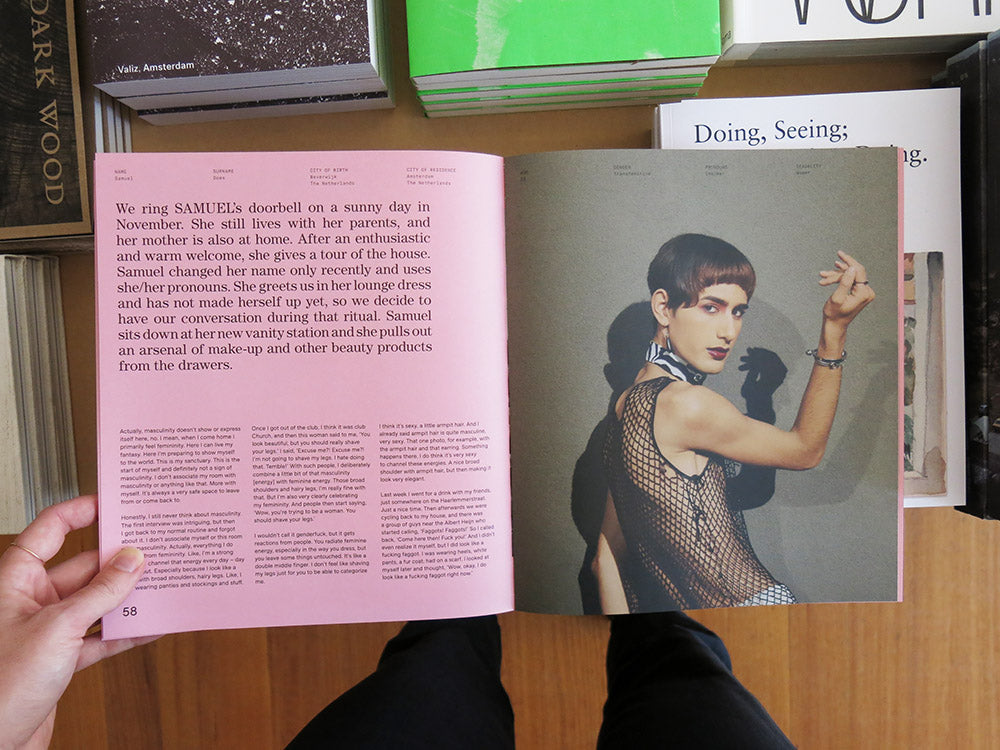 DARK WOOD
Valiz, Amsterdam
Doing, Seeing;
NAME
Samuel
SURNAME
Does
CITY OF BIRTH
Beverwijk
The Netherlands
CITY OF RESIDENCE
Amsterdam
The Netherlands
We ring SAMUEL's doorbell on a sunny day in
November. She still lives with her parents, and
her mother is also at home. After an enthusiastic
and warm welcome, she gives a tour of the house.
Samuel changed her name only recently and uses
she/her pronouns. She greets us in her lounge dress
and has not made herself up yet, so we decide to
have our conversation during that ritual. Samuel
sits down at her new vanity station and she pulls out
an arsenal of make-up and other beauty products
from the drawers.
Actually, masculinity doesn't show or express
itself here, no. I mean, when I come home I
primarily feel femininity. Here I can live my
fantasy. Here I'm preparing to show myself
to the world. This is my sanctuary. This is the
start of myself and definitely not a sign of
masculinity. I don't associate my room with
masculinity or anything like that. More with
myself. It's always a very safe space to leave
from or come back to.
Honestly, I still never think about masculinity.
The first interview was intriguing, but then
I got back to my normal routine and forgot
about it. I don't associate myself or this room
masculinity. Actually, everything I do
from femininity. Like, I'm a strong
channel that energy every day – day
out. Especially because I look like a
with broad shoulders, hairy legs. Like, I
wearing panties and stockings and stuff.
58
Once I got out of the club, I think it was club
Church, and then this woman said to me, 'You
look beautiful, but you should really shave
your legs.' I said, 'Excuse me?! Excuse me?!
I'm not going to shave my legs. I hate doing
that. Terrible!' With such people, I deliberately
combine a little bit of that masculinity
[energy] with feminine energy. Those broad
shoulders and hairy legs, I'm really fine with
that. But I'm also very clearly celebrating
my femininity. And people then start saying,
'Wow, you're trying to be a woman. You
should shave your legs.'
I wouldn't call it genderfuck, but it gets
reactions from people. You radiate feminine
energy, especially in the way you dress, but
you leave some things untouched. It's like a
double middle finger. I don't feel like shaving
my legs just for you to be able to categorize
me.
I think it's sexy, a little armpit hair. And I
already said armpit hair is quite masculine,
very sexy. That one photo, for example, with
the armpit hair and that earring. Something
happens there. I do think it's very sexy
to channel these energies. A nice broad
shoulder with armpit hair, but then making it
look very elegant.
Last week I went for a drink with my friends,
just somewhere on the Haarlemmerstraat.
Just a nice time. Then afterwards we were
cycling back to my house, and there was
a group of guys near the Albert Heijn who
started calling, 'Faggots! Faggots!' So I called
back, 'Come here then! Fuck you!' And I didn't
even realize it myself, but I did look like a
fucking faggot. I was wearing heels, white
pants, a fur coat, had on a scarf. I looked at
myself later and thought, 'Wow, okay, I do
look like a fucking faggot right now.'
AGE
GENDER
Transfeminine
PRONOUNS
She/Her
SEXUALITY